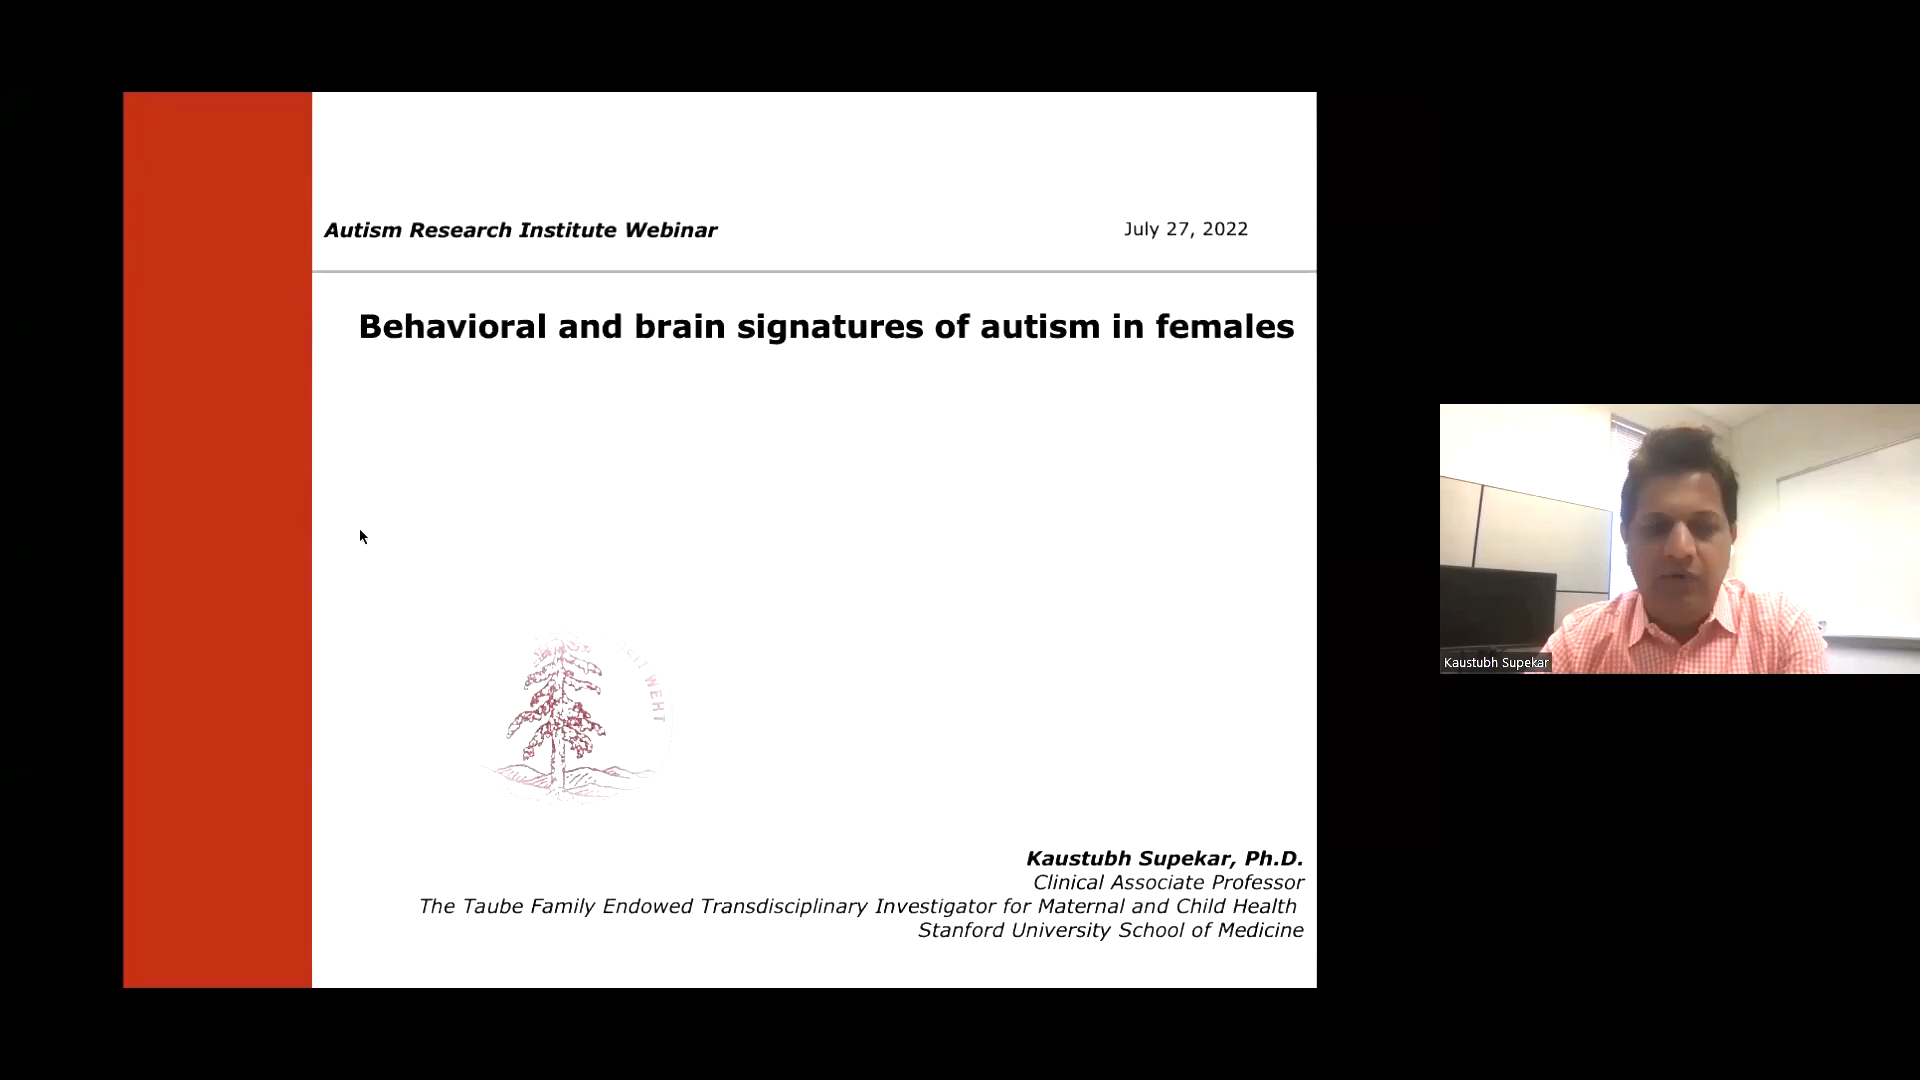 Autism Research Institute Webinar
July 27, 2022
Behavioral and brain signatures of autism in females
WEHT
Kaustubh Supekar, Ph.D.
Clinical Associate Professor
The Taube Family Endowed Transdisciplinary Investigator for Maternal and Child Health
Stanford University School of Medicine
Kaustubh Supekar